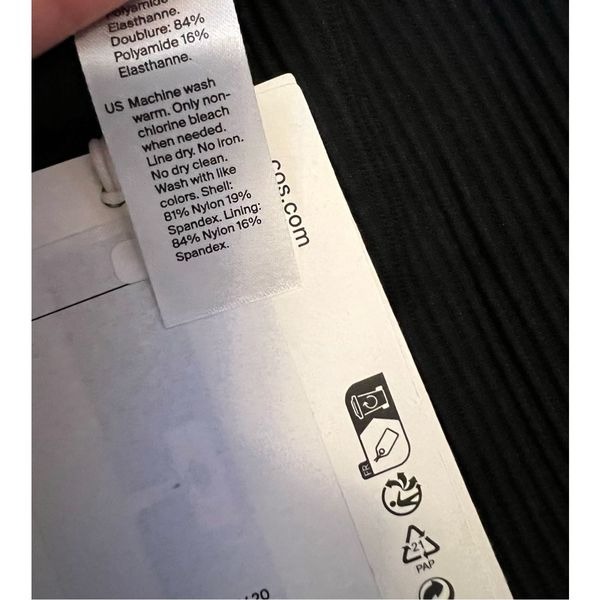 Polyamide
Elasthanne.
Doublure: 84%
Polyamide 16%
Elasthanne.
US Machine wash
warm. Only non-
chlorine bleach
when needed.
Line dry. No iron.
No dry clean.
Wash with like
colors. Shell:
81% Nylon 19%
Spandex. Lining:
84% Nylon 16%
Spandex.
cos.com
FR
21
PAP